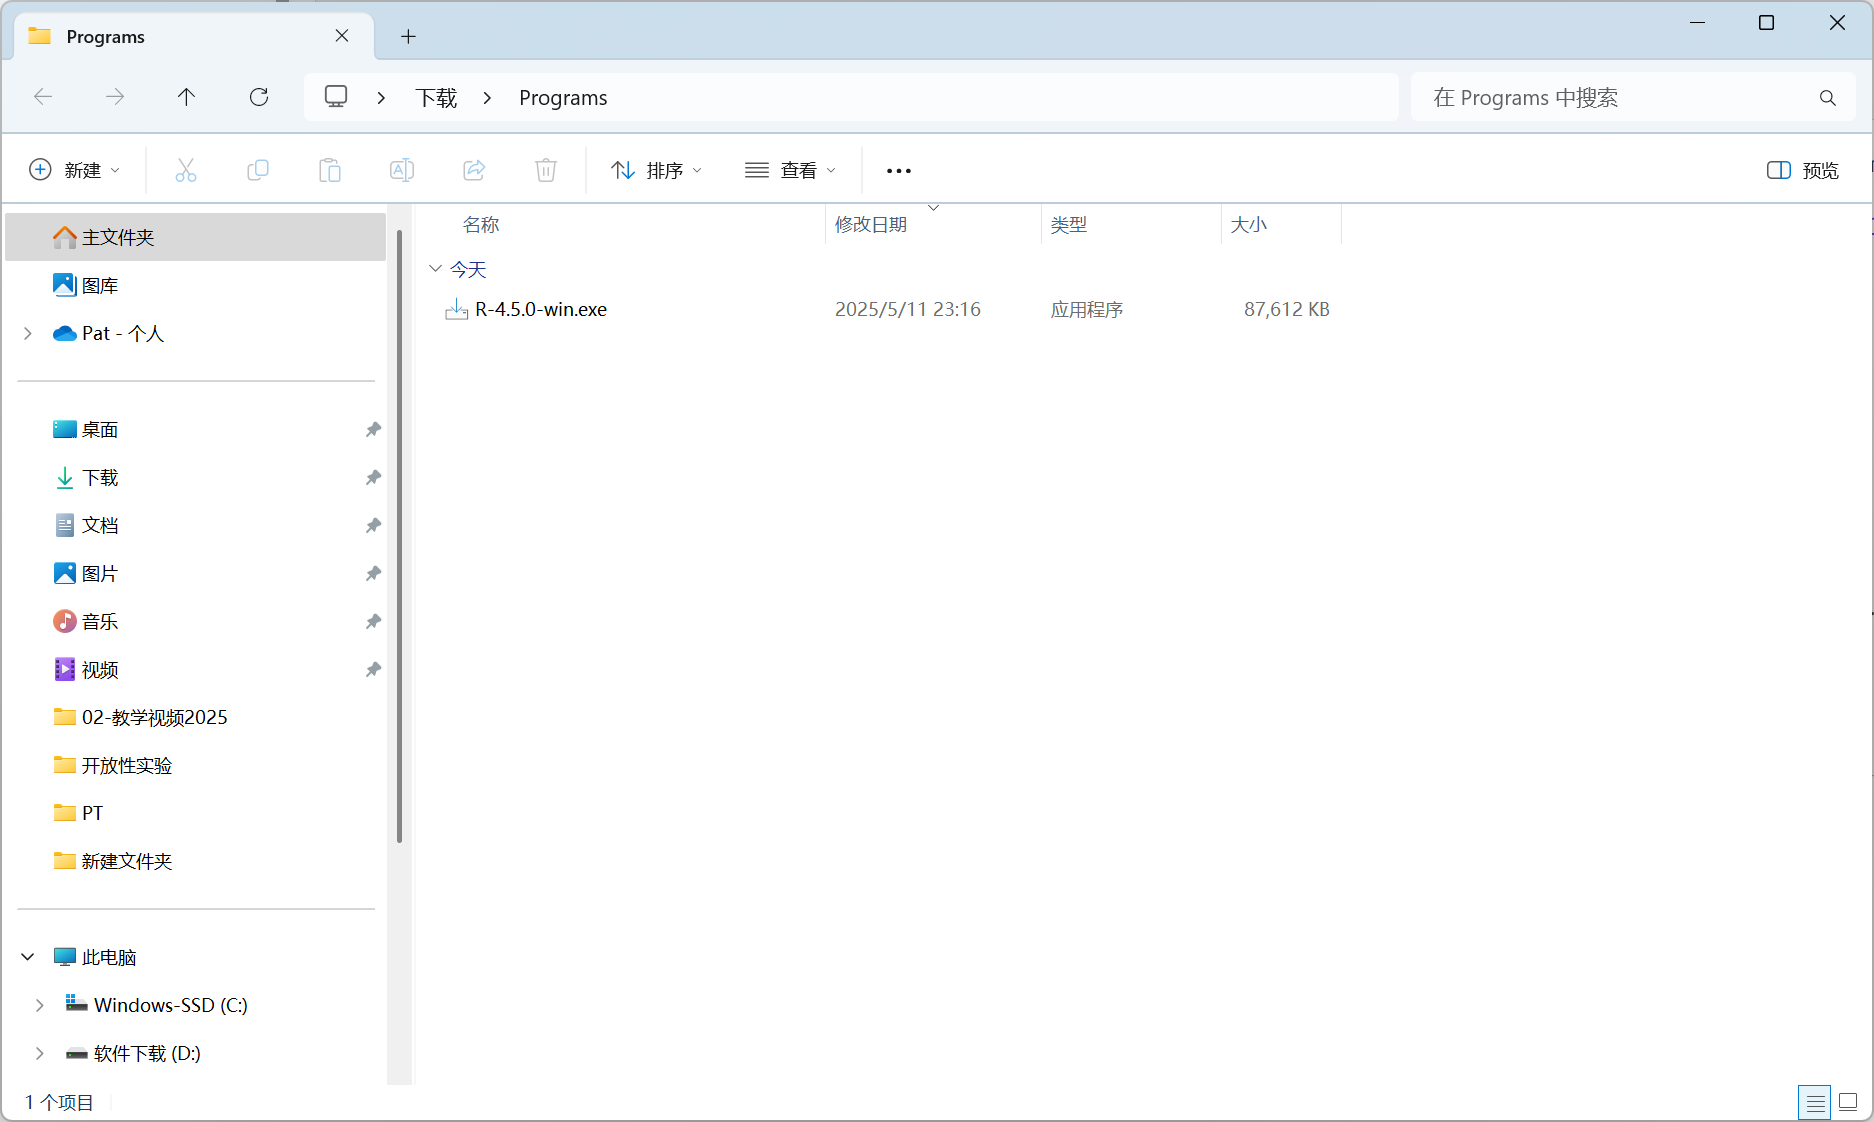 Programs
下载 Programs
在 Programs 中搜索
新建 排序 查看 预览
主文件夹
图库
Pat - 个人
桌面
下载
文档
图片
音乐
视频
02-教学视频2025
开放性实验
PT
新建文件夹
此电脑
Windows-SSD (C:)
软件下载 (D:)
名称 修改日期 类型 大小
今天
R-4.5.0-win.exe 2025/5/11 23:16 应用程序 87,612 KB
1 个项目